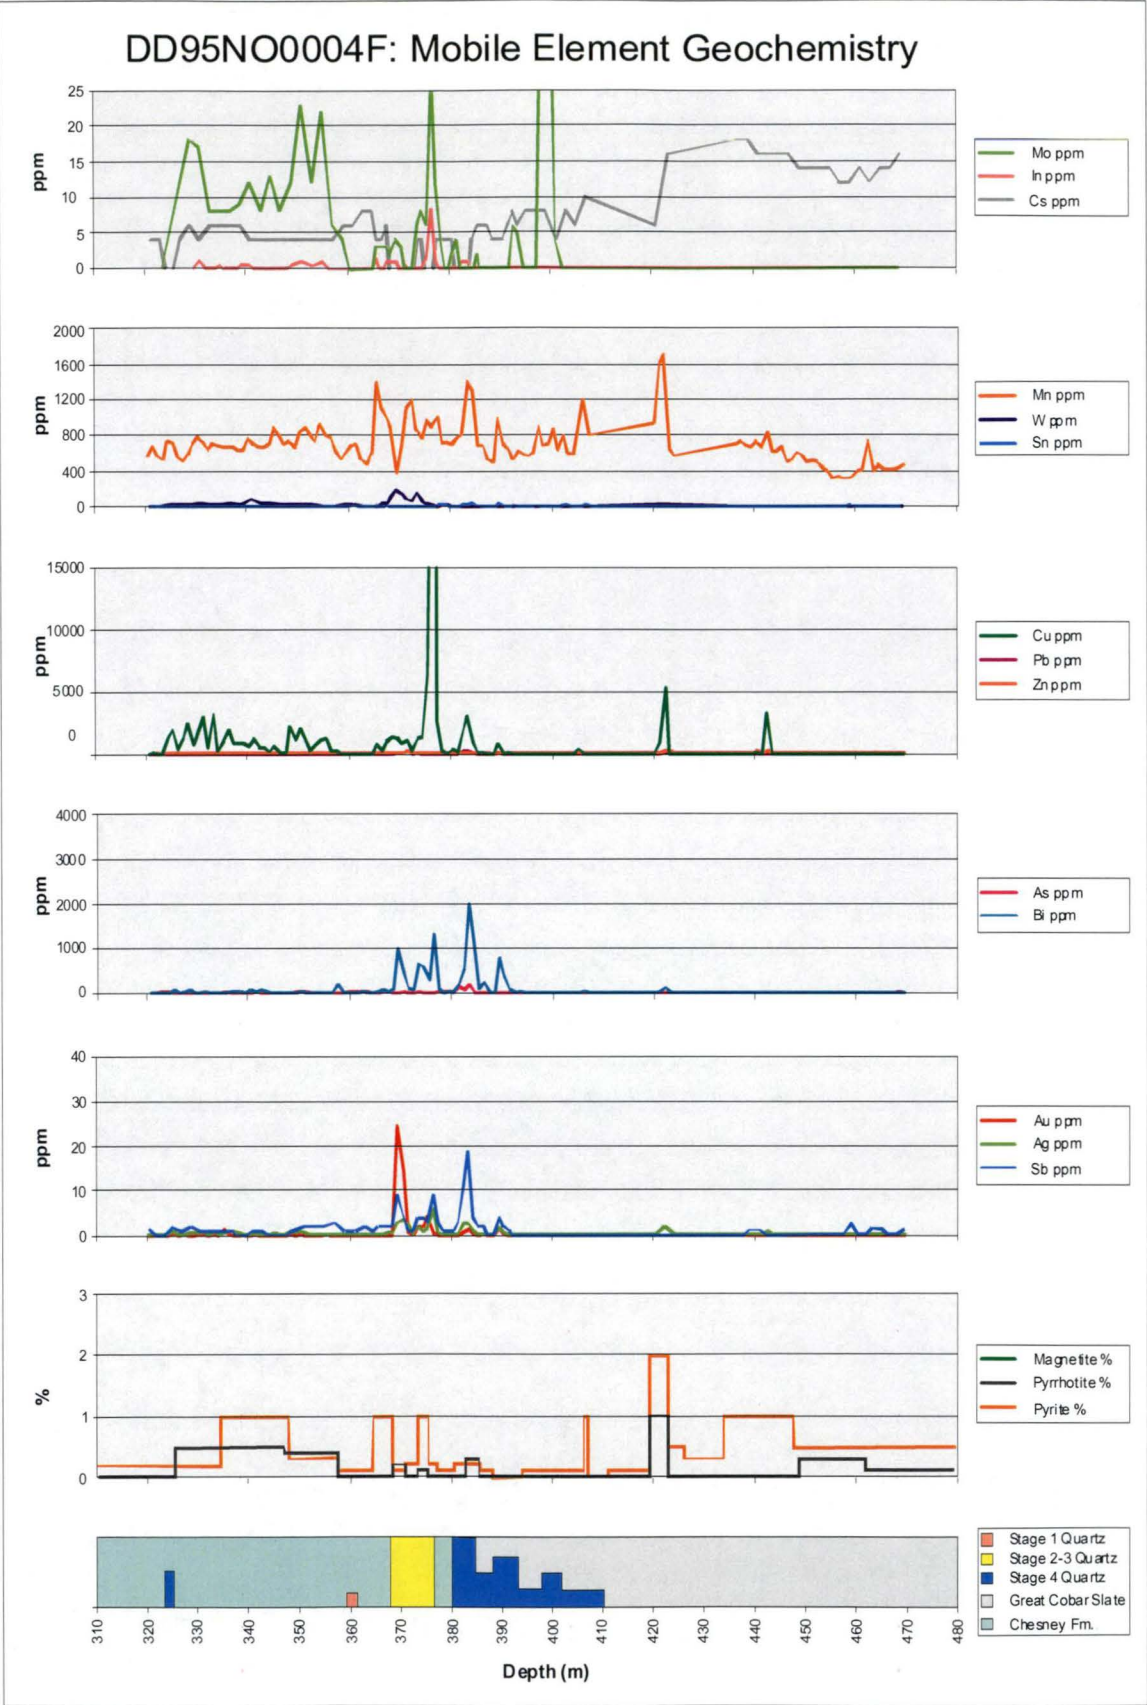 DD95NO0004F: Mobile Element Geochemistry
25
20
15
10
5
0
ppm
Mo ppm
In ppm
Cs ppm
2000
1600
1200
800
400
0
ppm
Mn ppm
W ppm
Sn ppm
15000
10000
5000
0
ppm
Cu ppm
Pb ppm
Zn ppm
4000
3000
2000
1000
0
ppm
As ppm
Bi ppm
40
30
20
10
0
ppm
Au ppm
Ag ppm
Sb ppm
3
2
1
0
%
Magnetite %
Pyrrhotite %
Pyrite %
Stage 1 Quartz
Stage 2-3 Quartz
Stage 4 Quartz
Great Cobar Slate
Chesney Fm.
310 320 330 340 350 360 370 380 390 400 410 420 430 440 450 460 470 480
Depth (m)